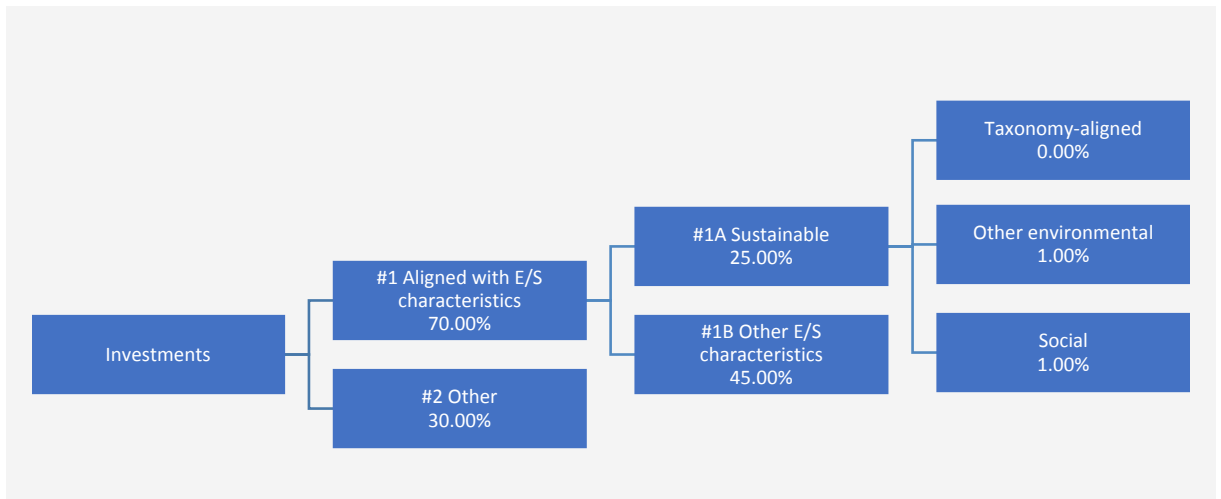 Investments
#1 Aligned with E/S
characteristics
70.00%
#2 Other
30.00%
#1A Sustainable
25.00%
#1B Other E/S
characteristics
45.00%
Taxonomy-aligned
0.00%
Other environmental
1.00%
Social
1.00%